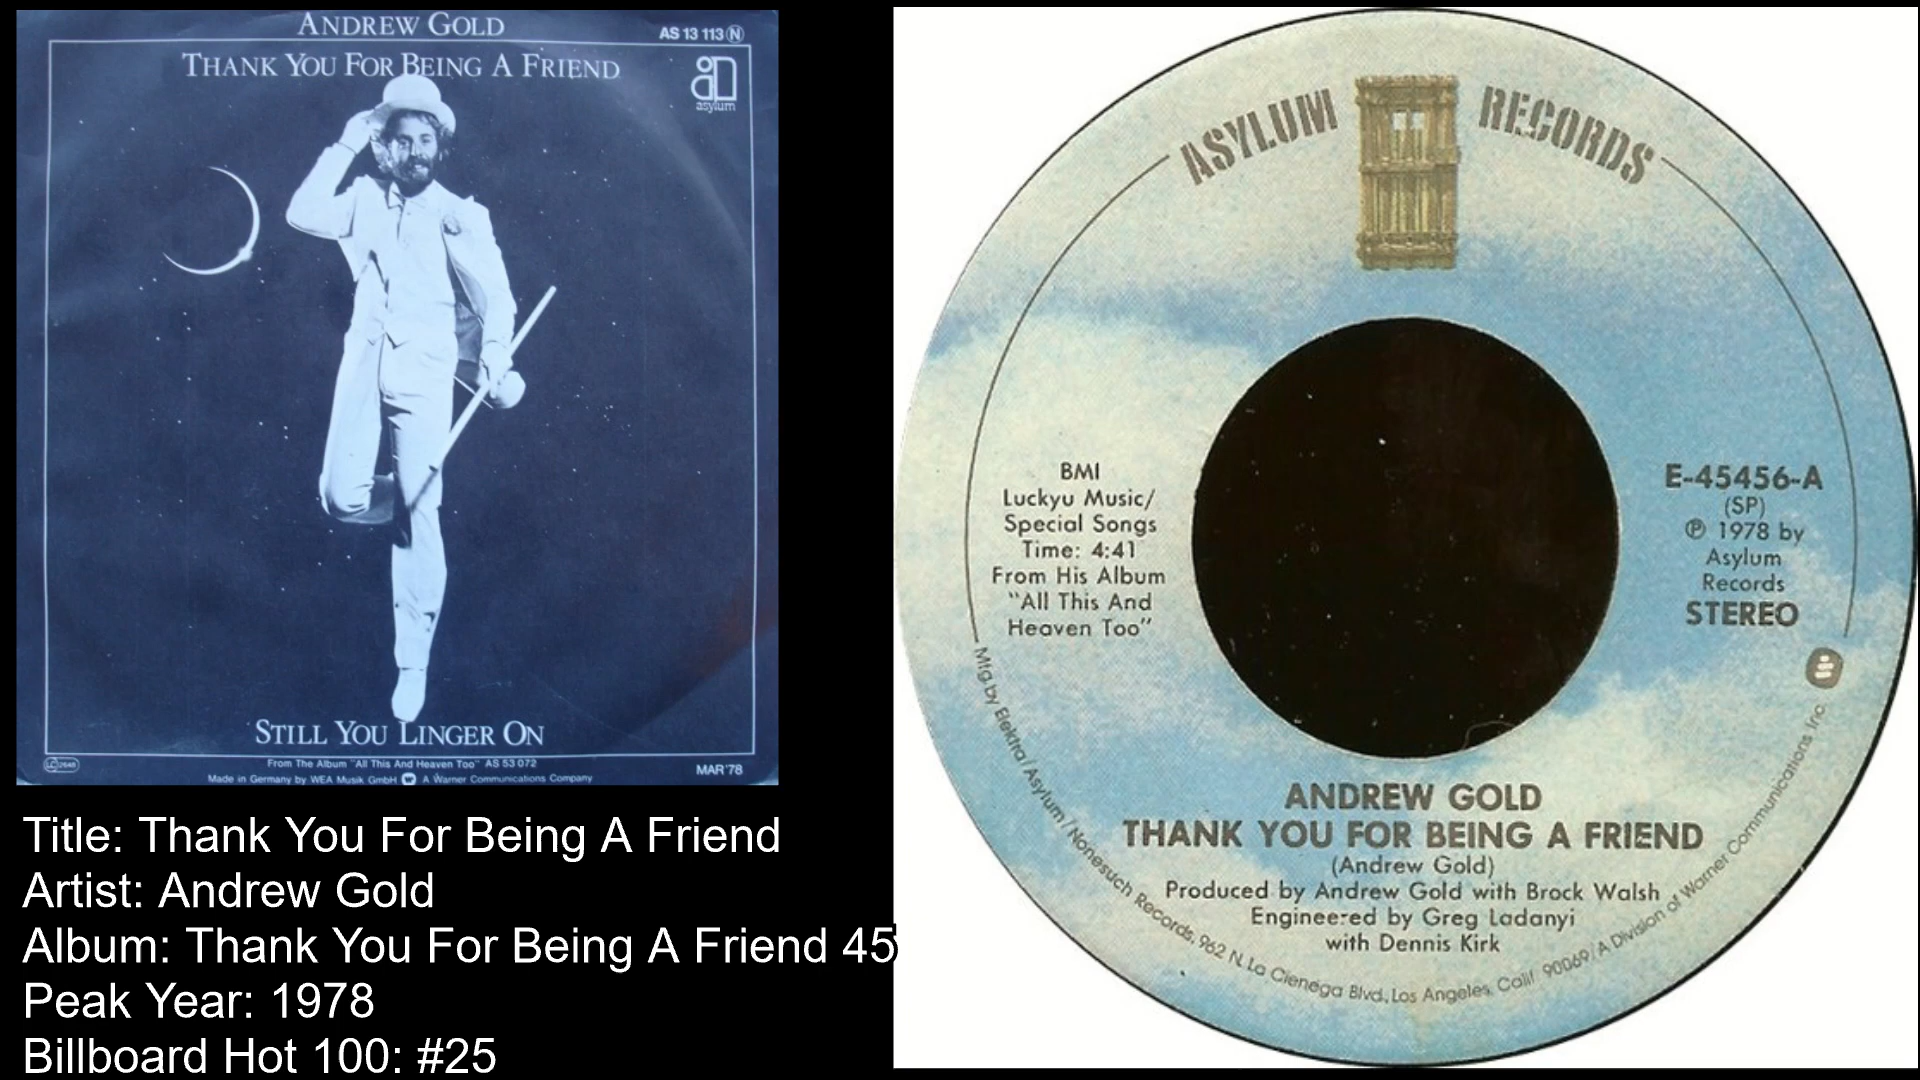 ANDREW GOLD
AS 13 113 N
THANK YOU FOR BEING A FRIEND
asylum
STILL YOU LINGER ON
From The Album "All This And Heaven Too" AS 53 072
Made in Germany by WEA Musik GmbH A Warner Communications Company
MAR'78
Title: Thank You For Being A Friend
Artist: Andrew Gold
Album: Thank You For Being A Friend 45
Peak Year: 1978
Billboard Hot 100: #25
ASYLUM RECORDS
BMI
Luckyu Music/
Special Songs
Time: 4:41
From His Album
"All This And
Heaven Too"
E-45456-A
(SP)
℗ 1978 by
Asylum
Records
STEREO
ANDREW GOLD
THANK YOU FOR BEING A FRIEND
(Andrew Gold)
Produced by Andrew Gold with Brock Walsh
Engineered by Greg Ladanyi
with Dennis Kirk
Mfg. by Elektra/Asylum/Nonesuch Records, 962 N. La Cienega Blvd., Los Angeles, Calif. 90069/A Division of Warner Communications Inc.